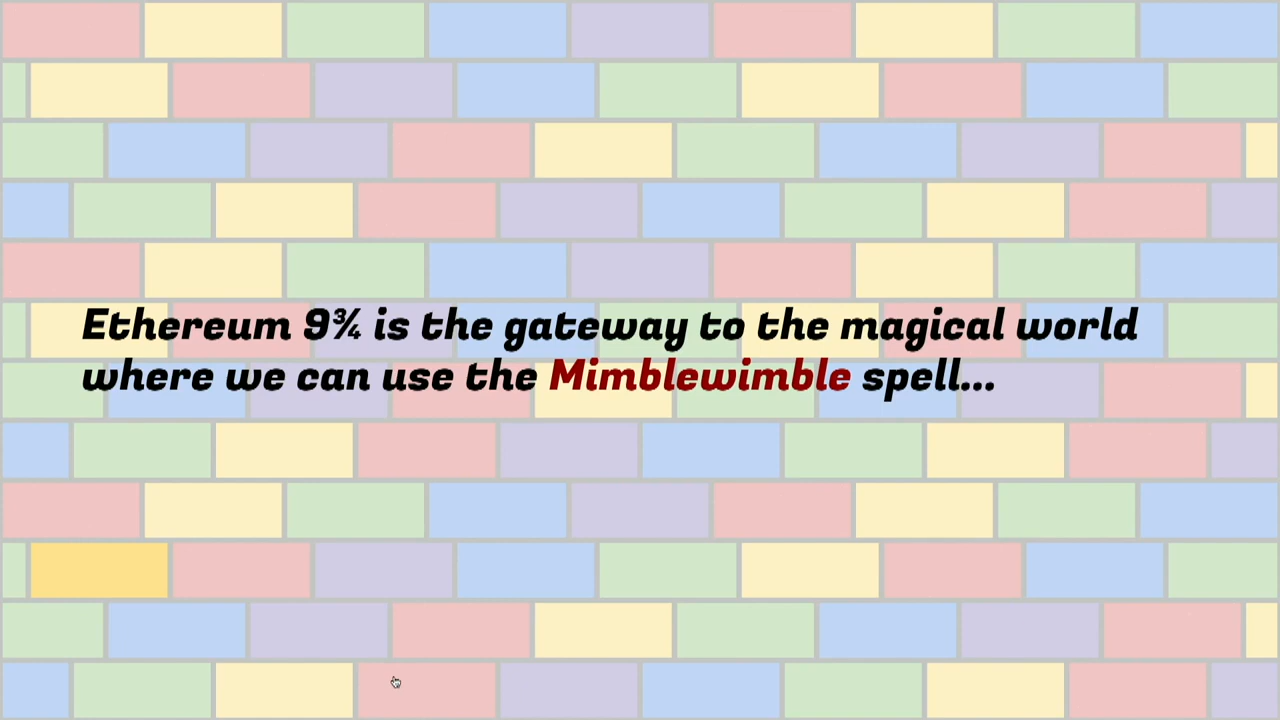 Ethereum 9¾ is the gateway to the magical world
where we can use the Mimblewimble spell...